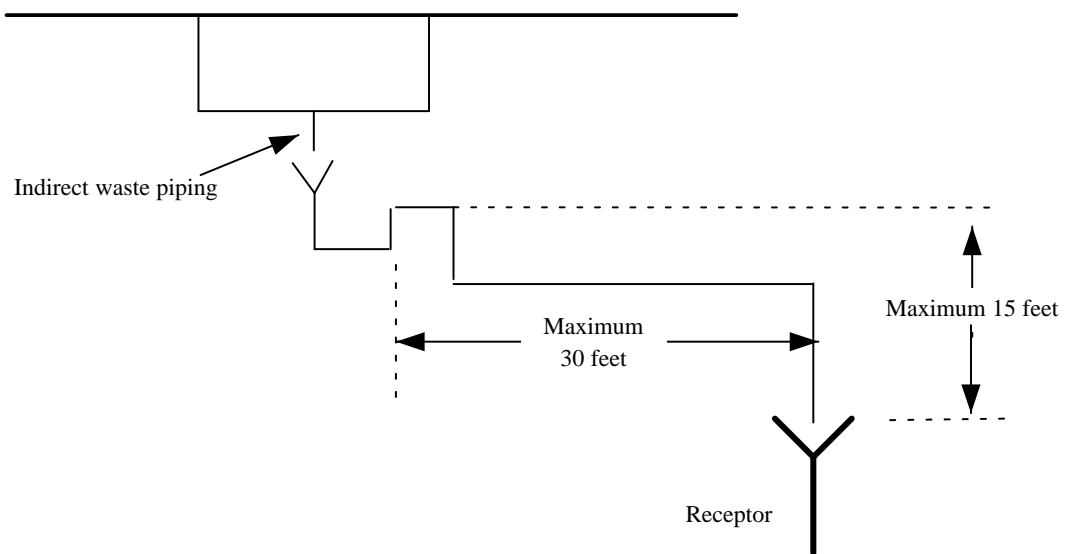 Indirect waste piping
Maximum 15 feet
Maximum
30 feet
Receptor